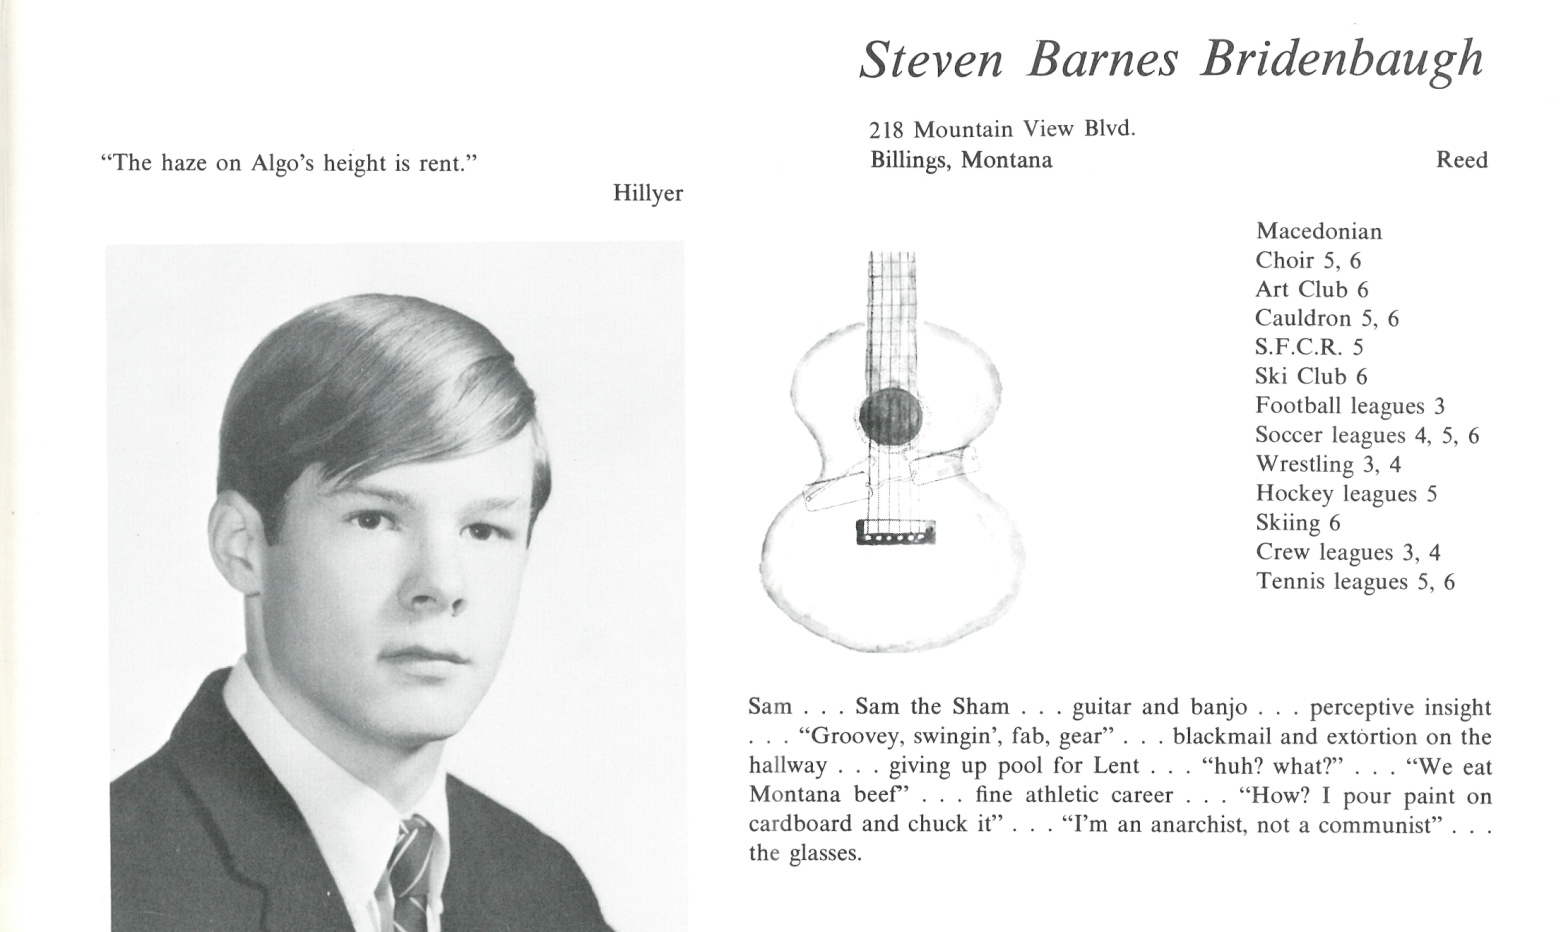 Steven Barnes Bridenbaugh
218 Mountain View Blvd.
Billings, Montana
Reed
“The haze on Algo’s height is rent.”
Hillyer
Macedonian
Choir 5, 6
Art Club 6
Cauldron 5, 6
S.F.C.R. 5
Ski Club 6
Football leagues 3
Soccer leagues 4, 5, 6
Wrestling 3, 4
Hockey leagues 5
Skiing 6
Crew leagues 3, 4
Tennis leagues 5, 6
Sam . . . Sam the Sham . . . guitar and banjo . . . perceptive insight
. . . “Groovey, swingin’, fab, gear” . . . blackmail and extortion on the
hallway . . . giving up pool for Lent . . . “huh? what?” . . . “We eat
Montana beef” . . . fine athletic career . . . “How? I pour paint on
cardboard and chuck it” . . . “I’m an anarchist, not a communist” . . .
the glasses.